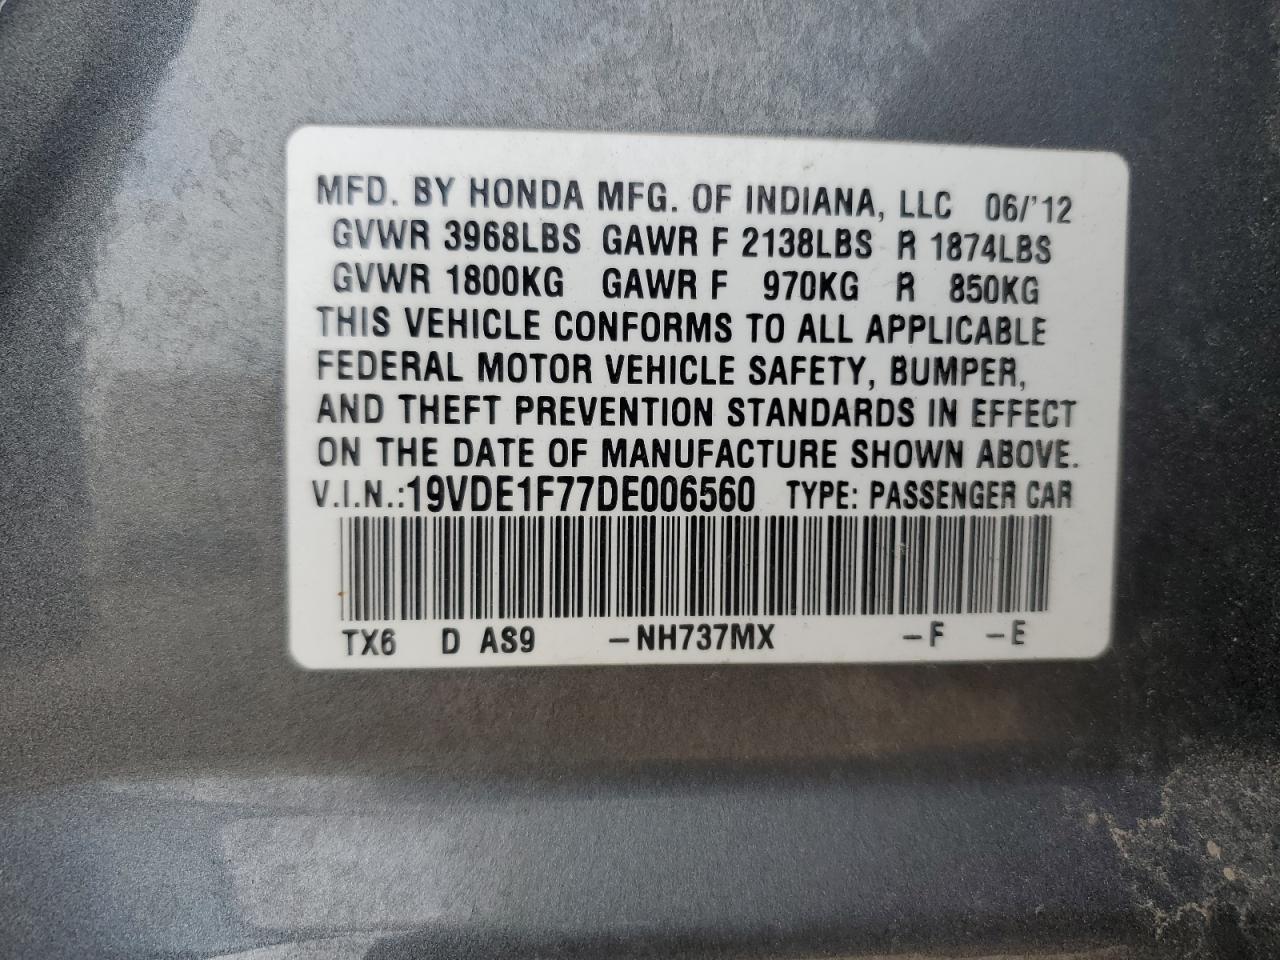 MFD. BY HONDA MFG. OF INDIANA, LLC 06/'12
GVWR 3968LBS GAWR F 2138LBS R 1874LBS
GVWR 1800KG GAWR F 970KG R 850KG
THIS VEHICLE CONFORMS TO ALL APPLICABLE
FEDERAL MOTOR VEHICLE SAFETY, BUMPER,
AND THEFT PREVENTION STANDARDS IN EFFECT
ON THE DATE OF MANUFACTURE SHOWN ABOVE.
V.I.N.:19VDE1F77DE006560 TYPE: PASSENGER CAR
TX6 D AS9 -NH737MX -F -E